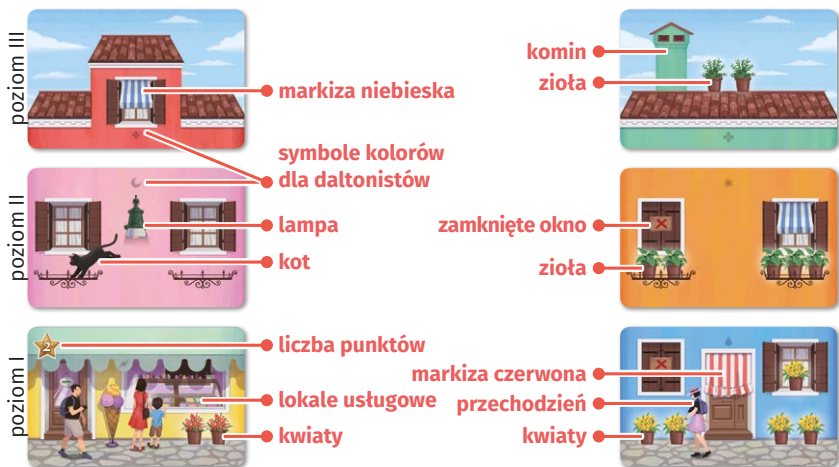 poziom III
markiza niebieska
symbole kolorów
dla daltonistów
komin
zioła
poziom II
lampa
kot
zamknięte okno
zioła
poziom I
2
liczba punktów
lokale usługowe
kwiaty
markiza czerwona
przechodzień
kwiaty